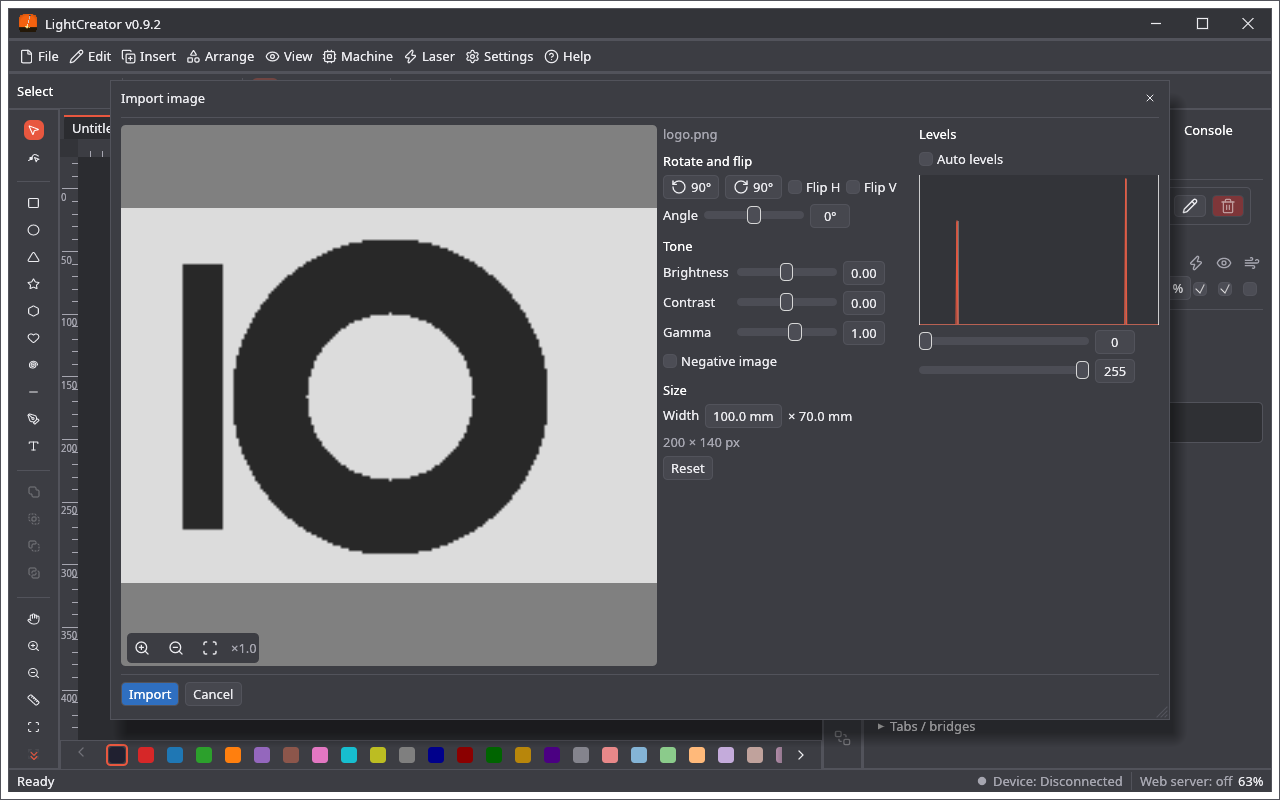 LightCreator v0.9.2
File Edit Insert Arrange View Machine Laser Settings Help
Select
Import image
Untitle
Console
logo.png
Rotate and flip
90° 90° Flip H Flip V
Angle 0°
Tone
Brightness 0.00
Contrast 0.00
Gamma 1.00
Negative image
Size
Width 100.0 mm × 70.0 mm
200 × 140 px
Reset
Levels
Auto levels
0
255
%
0
50
100
150
200
250
300
350
400
×1.0
Import Cancel
Tabs / bridges
Ready
Device: Disconnected Web server: off 63%